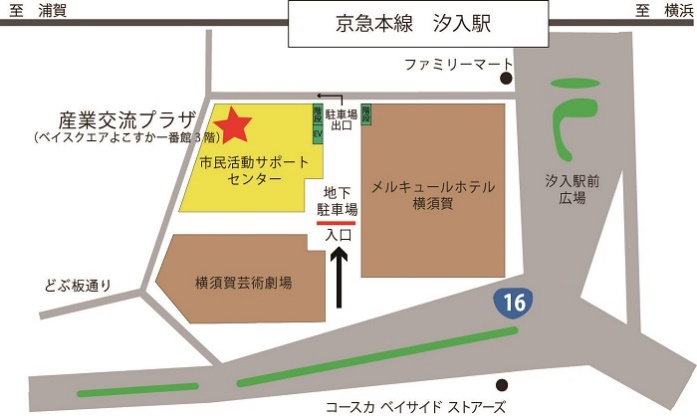 至　浦賀
京急本線　汐入駅
至　横浜
ファミリーマート
産業交流プラザ
（ベイスクエアよこすか一番館3階）
階段
EV
駐車場
出口
階段
市民活動サポート
センター
地下
駐車場
入口
メルキュールホテル
横須賀
汐入駅前
広場
どぶ板通り
横須賀芸術劇場
16
コースカ ベイサイド ストアーズ